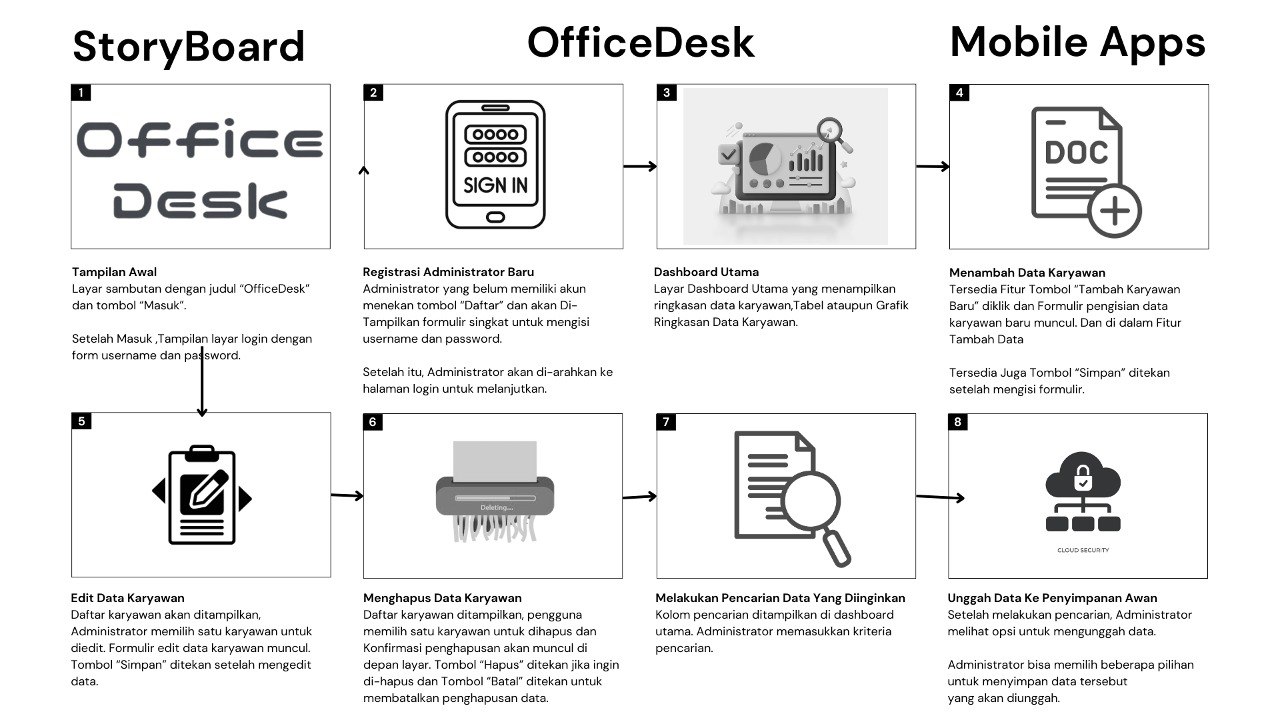 StoryBoard
OfficeDesk
Mobile Apps
1
Office
Desk
Tampilan Awal
Layar sambutan dengan judul “OfficeDesk”
dan tombol “Masuk”.
Setelah Masuk ,Tampilan layar login dengan
form username dan password.
2
SIGN IN
Registrasi Administrator Baru
Administrator yang belum memiliki akun
menekan tombol “Daftar” dan akan Di-
Tampilkan formulir singkat untuk mengisi
username dan password.
Setelah itu, Administrator akan di-arahkan ke
halaman login untuk melanjutkan.
3
Dashboard Utama
Layar Dashboard Utama yang menampilkan
ringkasan data karyawan,Tabel ataupun Grafik
Ringkasan Data Karyawan.
4
DOC
Menambah Data Karyawan
Tersedia Fitur Tombol “Tambah Karyawan
Baru” diklik dan Formulir pengisian data
karyawan baru muncul. Dan di dalam Fitur
Tambah Data
Tersedia Juga Tombol “Simpan” ditekan
setelah mengisi formulir.
5
Edit Data Karyawan
Daftar karyawan akan ditampilkan,
Administrator memilih satu karyawan untuk
diedit. Formulir edit data karyawan muncul.
Tombol “Simpan” ditekan setelah mengedit
data.
6
Deleting...
Menghapus Data Karyawan
Daftar karyawan ditampilkan, pengguna
memilih satu karyawan untuk dihapus dan
Konfirmasi penghapusan akan muncul di
depan layar. Tombol “Hapus” ditekan jika ingin
di-hapus dan Tombol “Batal” ditekan untuk
membatalkan penghapusan data.
7
Melakukan Pencarian Data Yang Diinginkan
Kolom pencarian ditampilkan di dashboard
utama. Administrator memasukkan kriteria
pencarian.
8
CLOUD SECURITY
Unggah Data Ke Penyimpanan Awan
Setelah melakukan pencarian, Administrator
melihat opsi untuk mengunggah data.
Administrator bisa memilih beberapa pilihan
untuk menyimpan data tersebut
yang akan diunggah.